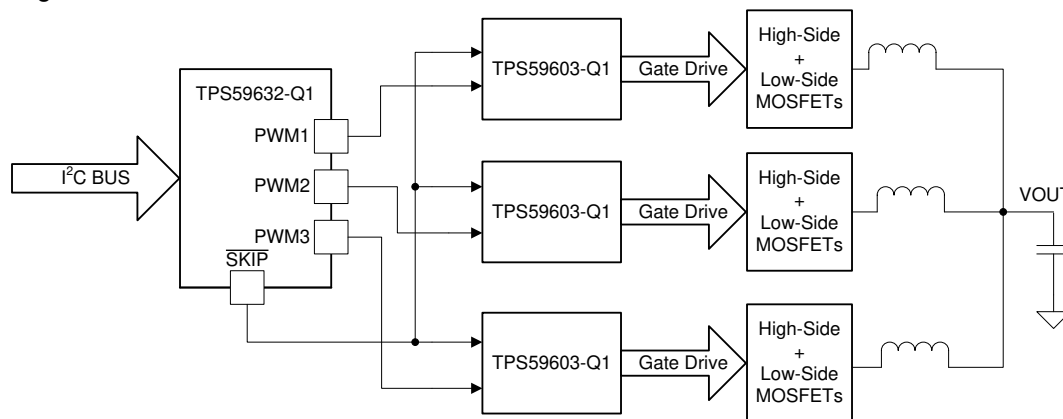 TPS59632-Q1
I²C BUS
PWM1
PWM2
PWM3
SKIP
TPS59603-Q1
Gate Drive
High-Side
+
Low-Side
MOSFETs
TPS59603-Q1
Gate Drive
High-Side
+
Low-Side
MOSFETs
TPS59603-Q1
Gate Drive
High-Side
+
Low-Side
MOSFETs
VOUT